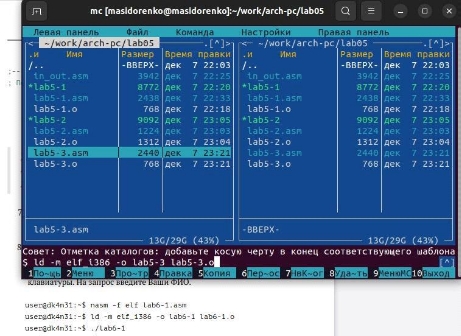 mc [masidorenko@masidorenko]:~/work/arch-pc/lab05
Левая панель Файл Команда Настройки Правая панель
~/work/arch-pc/lab05 .[^] ~/work/arch-pc/lab05 .[^]
.и Имя Размер Время правки .и Имя Размер Время правки
/.. -ВВЕРХ- дек 7 22:03 /.. -ВВЕРХ- дек 7 22:03
in_out.asm 3942 дек 7 22:25 in_out.asm 3942 дек 7 22:25
*lab5-1 8772 дек 7 22:20 *lab5-1 8772 дек 7 22:20
lab5-1.asm 2438 дек 7 22:33 lab5-1.asm 2438 дек 7 22:33
lab5-1.o 768 дек 7 22:18 lab5-1.o 768 дек 7 22:18
*lab5-2 9092 дек 7 23:05 *lab5-2 9092 дек 7 23:05
lab5-2.asm 1224 дек 7 23:03 lab5-2.asm 1224 дек 7 23:03
lab5-2.o 1312 дек 7 23:04 lab5-2.o 1312 дек 7 23:04
lab5-3.asm 2440 дек 7 23:21 lab5-3.asm 2440 дек 7 23:21
lab5-3.o 768 дек 7 23:21 lab5-3.o 768 дек 7 23:21
lab5-3.asm -ВВЕРХ-
13G/29G (43%) 13G/29G (43%)
Совет: Отметка каталогов: добавьте косую черту в конец соответствующего шаблона
$ ld -m elf_i386 -o lab5-3 lab5-3.o [^]
1По~щь 2Меню 3Про~тр 4Правка 5Копия 6Пер~ос 7НвК~ог 8Уда~ть 9МенюMC 10Выход
клавиатуры. На запрос введите Ваши ФИО.
user@dk4n31:~$ nasm -f elf lab6-1.asm
user@dk4n31:~$ ld -m elf_i386 -o lab6-1 lab6-1.o
user@dk4n31:~$ ./lab6-1